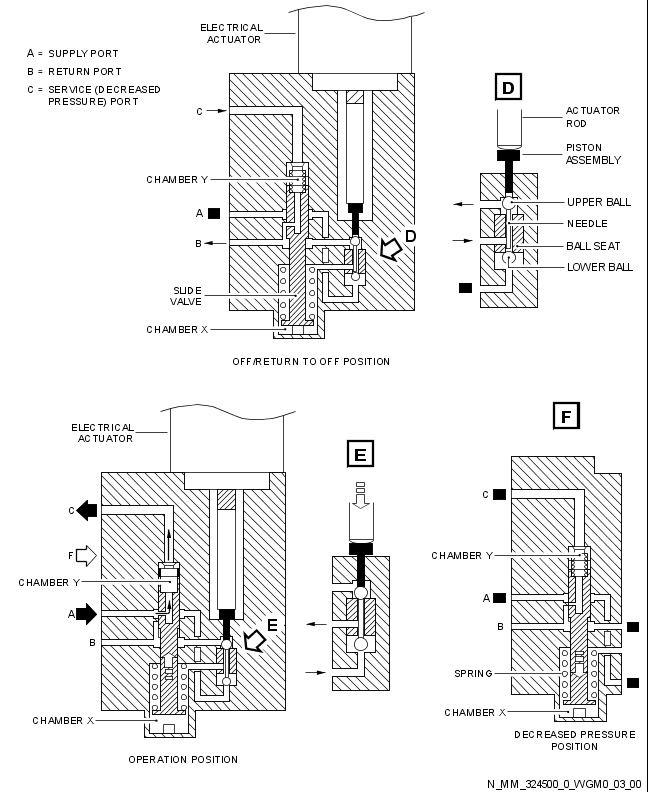 ELECTRICAL
ACTUATOR
A = SUPPLY PORT
B = RETURN PORT
C = SERVICE (DECREASED
PRESSURE) PORT
C
CHAMBER Y
A
B
D
SLIDE
VALVE
CHAMBER X
OFF/RETURN TO OFF POSITION
D
ACTUATOR
ROD
PISTON
ASSEMBLY
UPPER BALL
NEEDLE
BALL SEAT
LOWER BALL
ELECTRICAL
ACTUATOR
C
F
CHAMBER Y
A
B
E
CHAMBER X
OPERATION POSITION
E
F
C
CHAMBER Y
A
B
SPRING
CHAMBER X
DECREASED PRESSURE
POSITION
N_MM_324500_0_WGM0_03_00